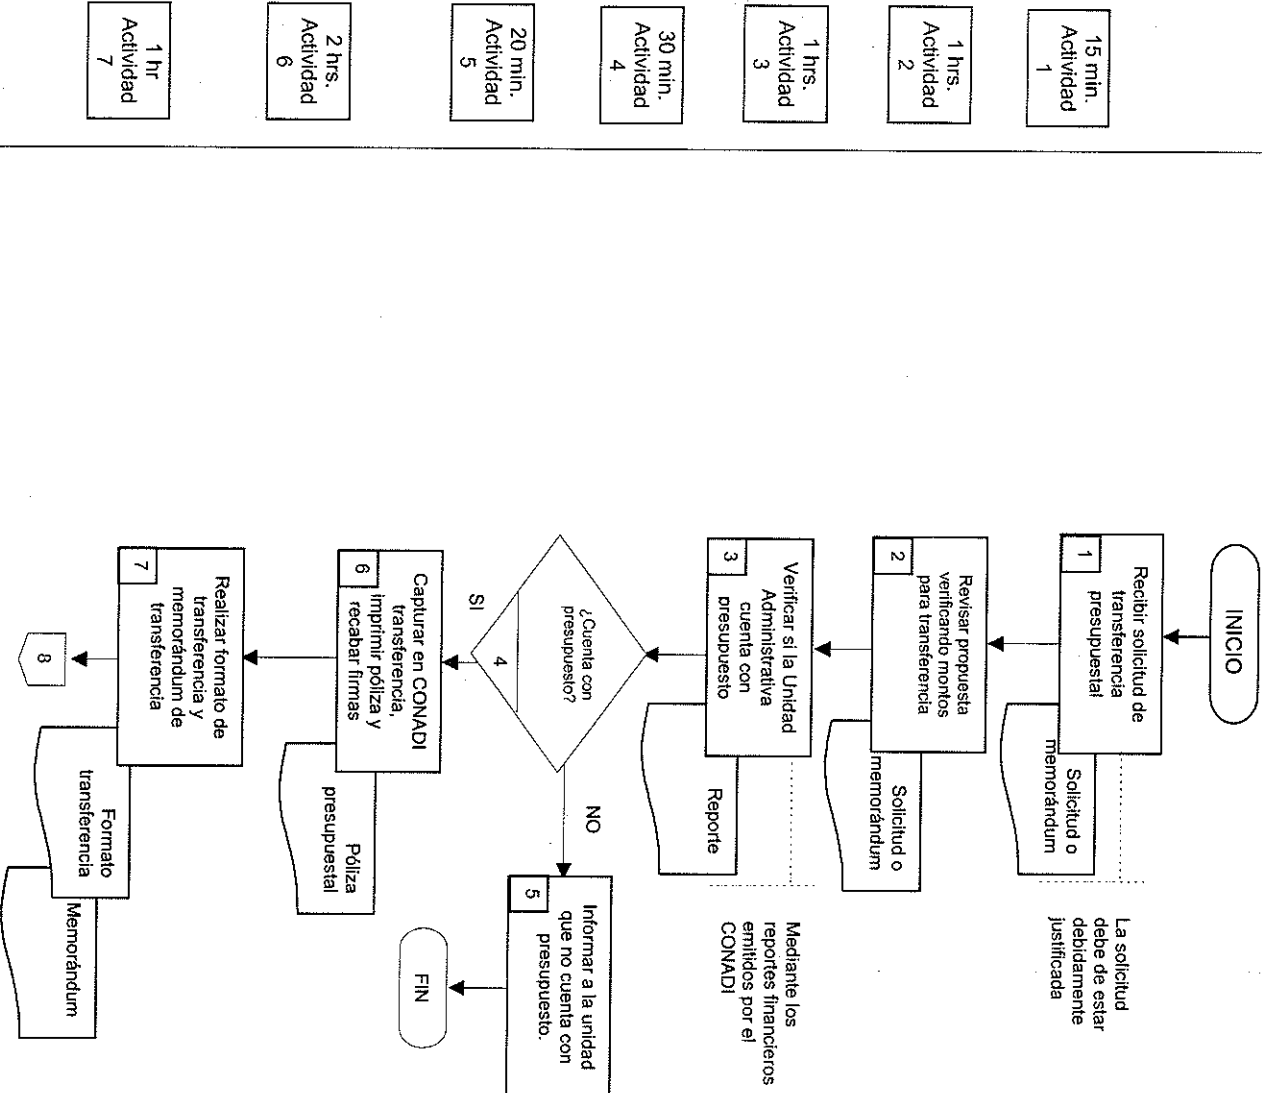 15 min.
Actividad
1
1 hrs.
Actividad
2
1 hrs.
Actividad
3
30 min.
Actividad
4
20 min.
Actividad
5
2 hrs.
Actividad
6
1 hr
Actividad
7
INICIO
Recibir solicitud de
transferencia
presupuestal
1
Solicitud o
memorándum
La solicitud
debe de estar
debidamente
justificada
Revisar propuesta
verificando montos
para transferencia
2
Solicitud o
memorándum
Verificar si la Unidad
Administrativa
cuenta con
presupuesto
3
Reporte
Mediante los
reportes financieros
emitidos por el
CONADI
¿Cuenta con
presupuesto?
4
NO
SI
Informar a la unidad
que no cuenta con
presupuesto.
5
FIN
Capturar en CONADI
transferencia,
imprimir póliza y
recabar firmas
6
Póliza
presupuestal
Realizar formato de
transferencia y
memorándum de
transferencia
7
Formato
transferencia
Memorándum
8